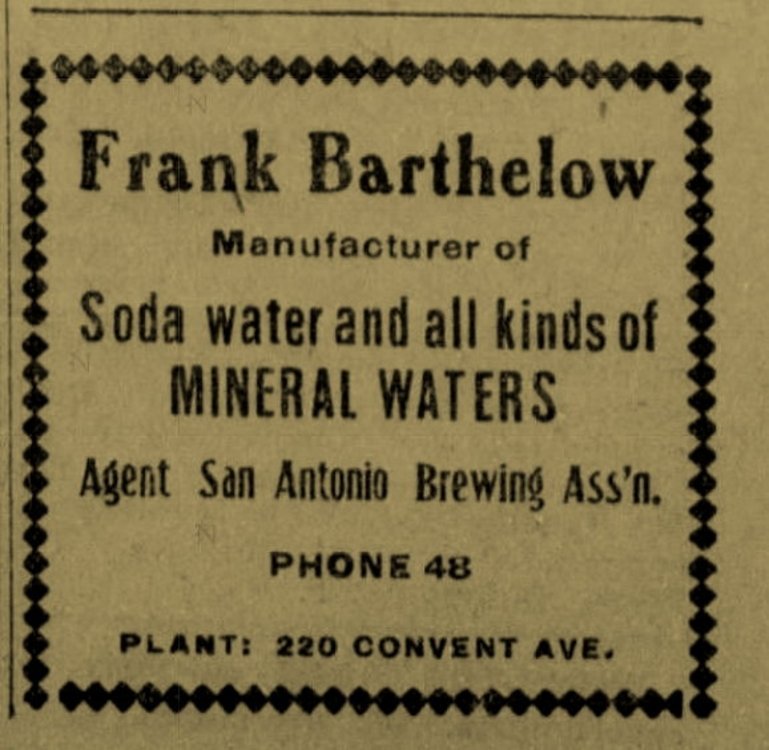 Frank Barthelow
Manufacturer of
Soda water and all kinds of
MINERAL WATERS
Agent San Antonio Brewing Ass'n.
PHONE 48
PLANT: 220 CONVENT AVE.